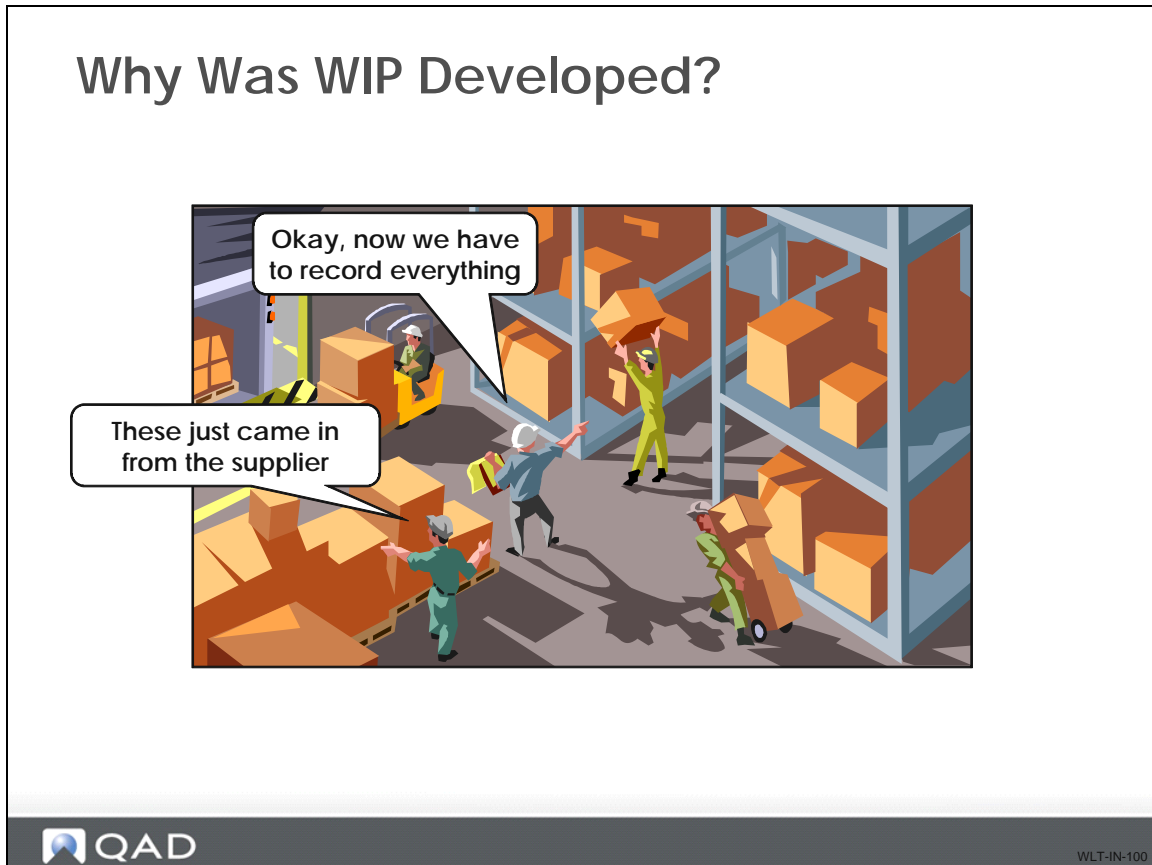 Why Was WIP Developed?
Okay, now we have
to record everything
These just came in
from the supplier
QAD
WLT-IN-100